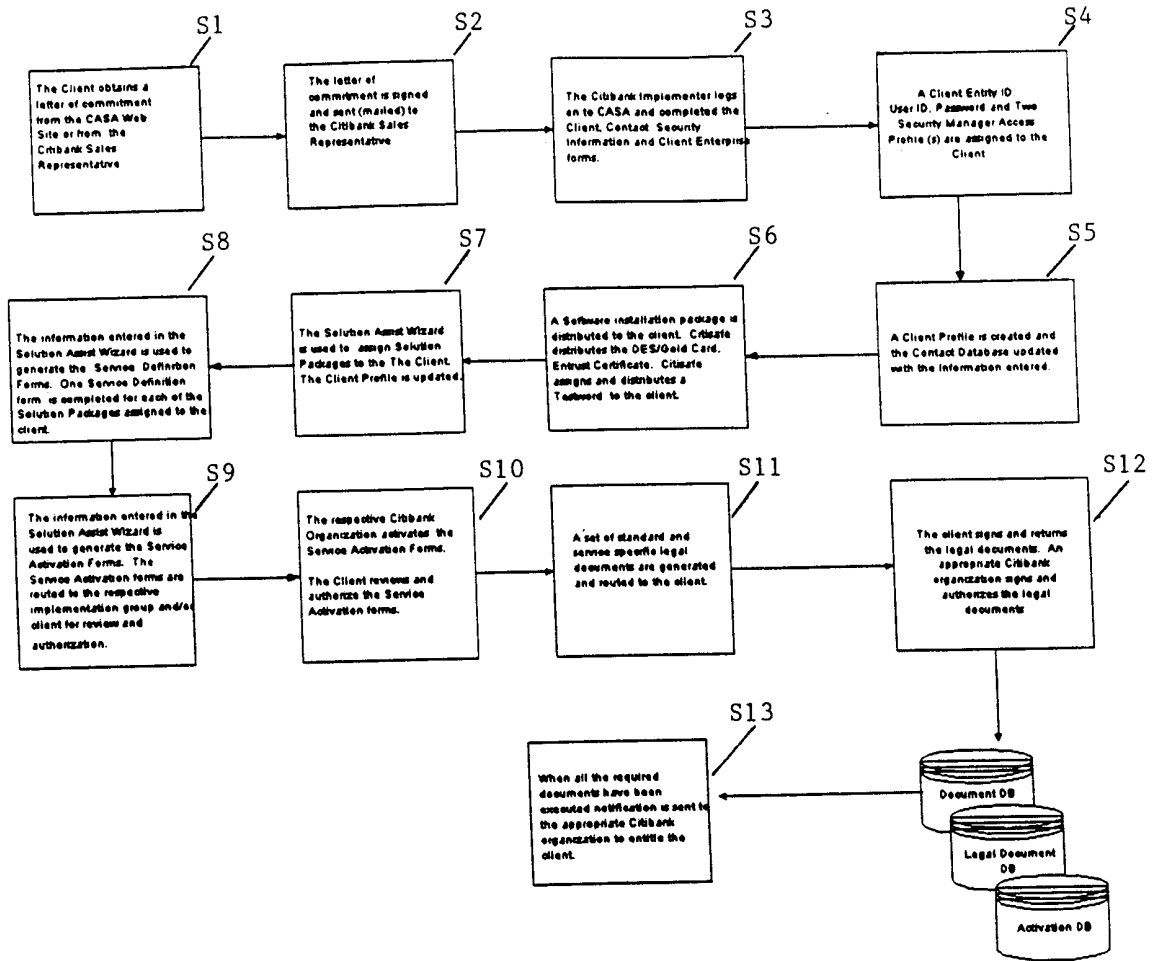 S1
The Client obtains a
letter of commitment
from the CASA Web
Site or from the
Citibank Sales
Representative
S2
The letter of
commitment is signed
and sent (mailed) to
the Citibank Sales
Representative
S3
The Citibank Implementer logs
on to CASA and completed the
Client, Contact Security
Information and Client Enterprise
forms.
S4
A Client Entity ID,
User ID, Password and Two
Security Manager Access
Profile (s) are assigned to the
Client
S8
The information entered in the
Solution Assist Wizard is used to
generate the Service Definition
Forms. One Service Definition
form is completed for each of the
Solution Packages assigned to the
client.
S7
The Solution Assist Wizard
is used to assign Solution
Packages to the The Client.
The Client Profile is updated.
S6
A Software installation package is
distributed to the client. Citisafe
distributes the DES/Gold Card,
Entrust Certificate. Citisafe
assigns and distributes a
Testword to the client.
S5
A Client Profile is created and
the Contact Database updated
with the Information entered.
S9
The information entered in the
Solution Assist Wizard is
used to generate the Service
Activation Forms. The
Service Activation forms are
routed to the respective
implementation group and/or
client for review and
authorization.
S10
The respective Citibank
Organization activates the
Service Activation Forms.
The Client reviews and
authorize the Service
Activation forms.
S11
A set of standard and
service specific legal
documents are generated
and routed to the client.
S12
The client signs and returns
the legal documents. An
appropriate Citibank
organization signs and
authorizes the legal
documents
S13
When all the required
documents have been
executed notification is sent to
the appropriate Citibank
organization to entitle the
client.
Document DB
Legal Document
DB
Activation DB